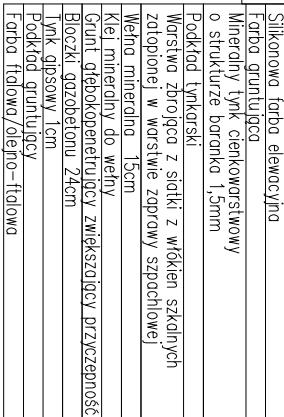 Silikonowa farba elewacyjna
Farba gruntująca
Mineralny tynk cienkowarstwowy
o strukturze baranka 1,5mm
Podkład tynkarski
Warstwa zbrojąca z siatki z włókien szkalnych
zatopionej w warstwie zaprawy szpachlowej
Wełna mineralna 15cm
Klej mineralny do wełny
Grunt głębokopenetrujący zwiększający przyczepność
Bloczki gazobetonu 24cm
Tynk gipsowy 1cm
Podkład gruntujący
Farba ftalowa/olejno-ftalowa